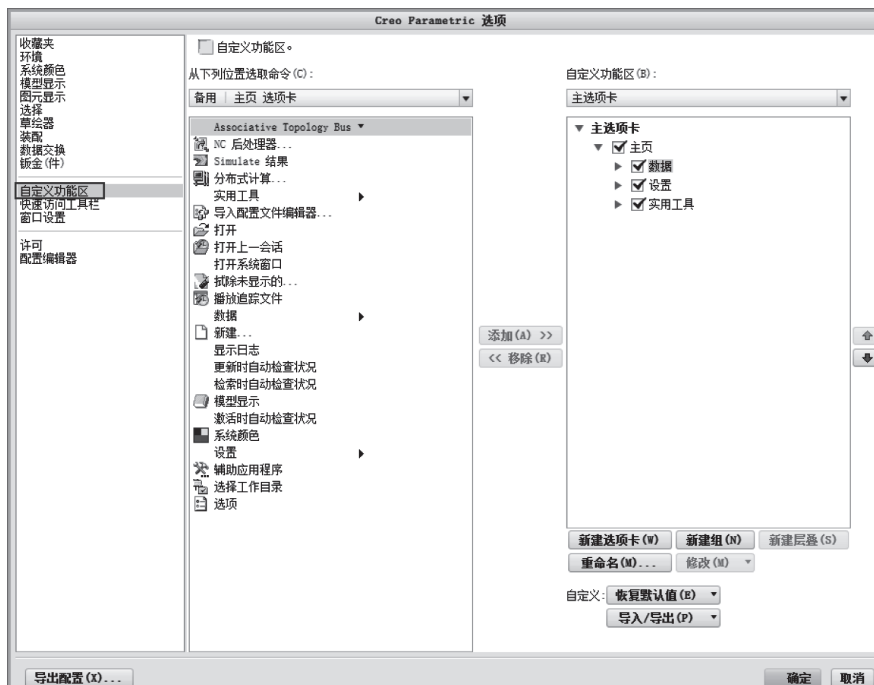 Creo Parametric 选项
收藏夹
环境
系统颜色
模型显示
图元显示
选择
草绘器
装配
数据交换
钣金(件)
自定义功能区
快速访问工具栏
窗口设置
许可
配置编辑器
自定义功能区。
从下列位置选取命令(C):
备用 | 主页 选项卡
Associative Topology Bus
NC 后处理器...
Simulate 结果
分布式计算...
实用工具
导入配置文件编辑器...
打开
打开上一会话
打开系统窗口
拭除未显示的...
播放追踪文件
数据
新建...
显示日志
更新时自动检查状况
检索时自动检查状况
模型显示
激活时自动检查状况
系统颜色
设置
辅助应用程序
选择工作目录
选项
添加(A) >>
<< 移除(R)
自定义功能区(B):
主选项卡
主选项卡
主页
数据
设置
实用工具
新建选项卡(W) 新建组(N) 新建层叠(S)
重命名(M)... 修改(M)
自定义: 恢复默认值(E)
导入/导出(P)
导出配置(X)... 确定 取消